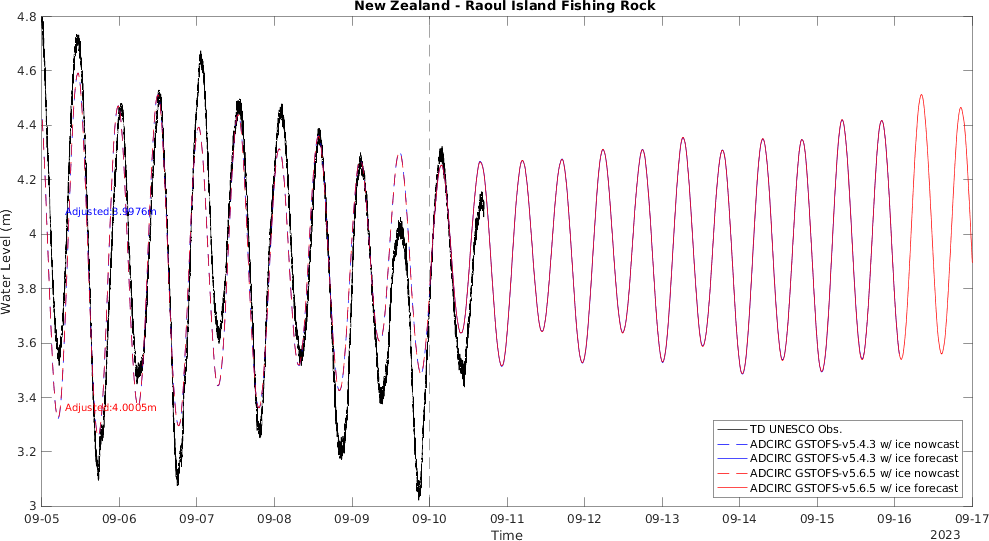 New Zealand - Raoul Island Fishing Rock
Water Level (m)
4.8
4.6
4.4
4.2
4
3.8
3.6
3.4
3.2
3
Adjusted:3.9976m
Adjusted:4.0005m
TD UNESCO Obs.
ADCIRC GSTOFS-v5.4.3 w/ ice nowcast
ADCIRC GSTOFS-v5.4.3 w/ ice forecast
ADCIRC GSTOFS-v5.6.5 w/ ice nowcast
ADCIRC GSTOFS-v5.6.5 w/ ice forecast
09-05 09-06 09-07 09-08 09-09 09-10 09-11 09-12 09-13 09-14 09-15 09-16 09-17
Time
2023